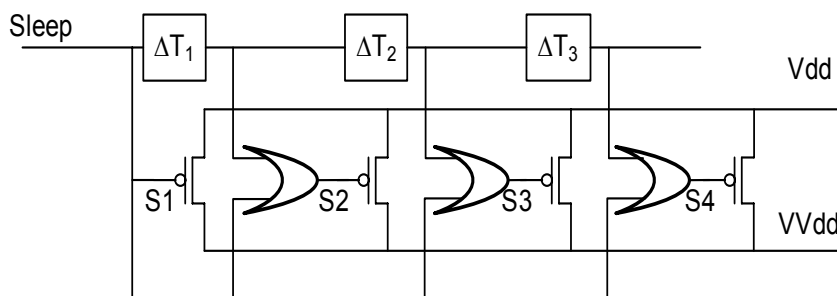 Sleep
ΔT₁
ΔT₂
ΔT₃
Vdd
S1
S2
S3
S4
VVdd